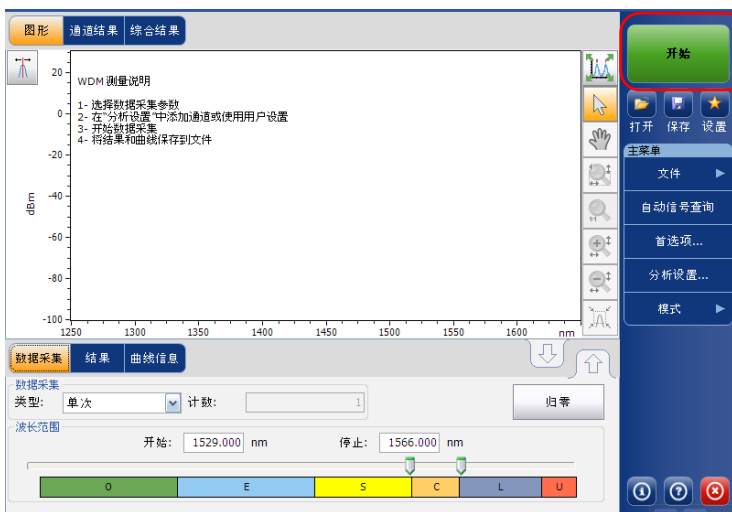 图形 通道结果 综合结果
开始
打开 保存 设置
主菜单
文件
自动信号查询
首选项...
分析设置...
模式
WDM 测量说明
1- 选择数据采集参数
2- 在"分析设置"中添加通道或使用用户设置
3- 开始数据采集
4- 将结果和曲线保存到文件
dBm
20
0
-20
-40
-60
-80
-100
1250 1300 1350 1400 1450 1500 1550 1600 nm
1:1
数据采集 结果 曲线信息
数据采集
类型: 单次 计数: 1 归零
波长范围
开始: 1529.000 nm 停止: 1566.000 nm
O E S C L U